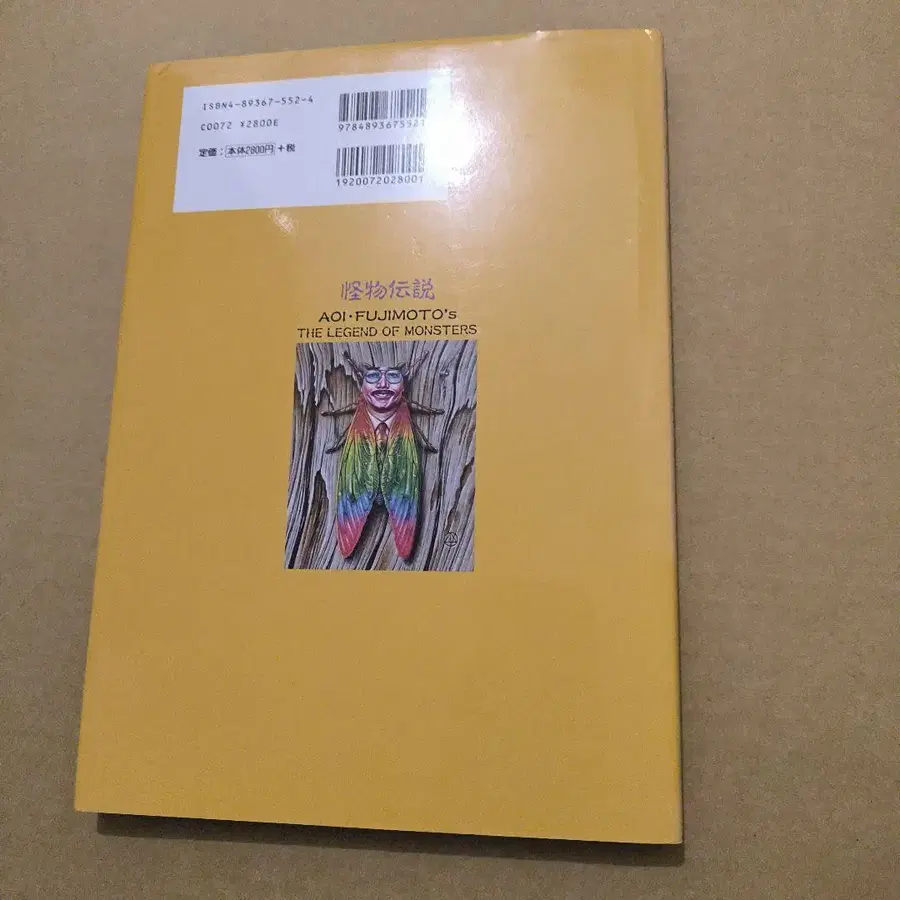 ISBN4-89367-552-4
C0072 ¥2800E
定価：本体2800円＋税
9784893675521
1920072028001
怪物伝説
AOI・FUJIMOTO's
THE LEGEND OF MONSTERS